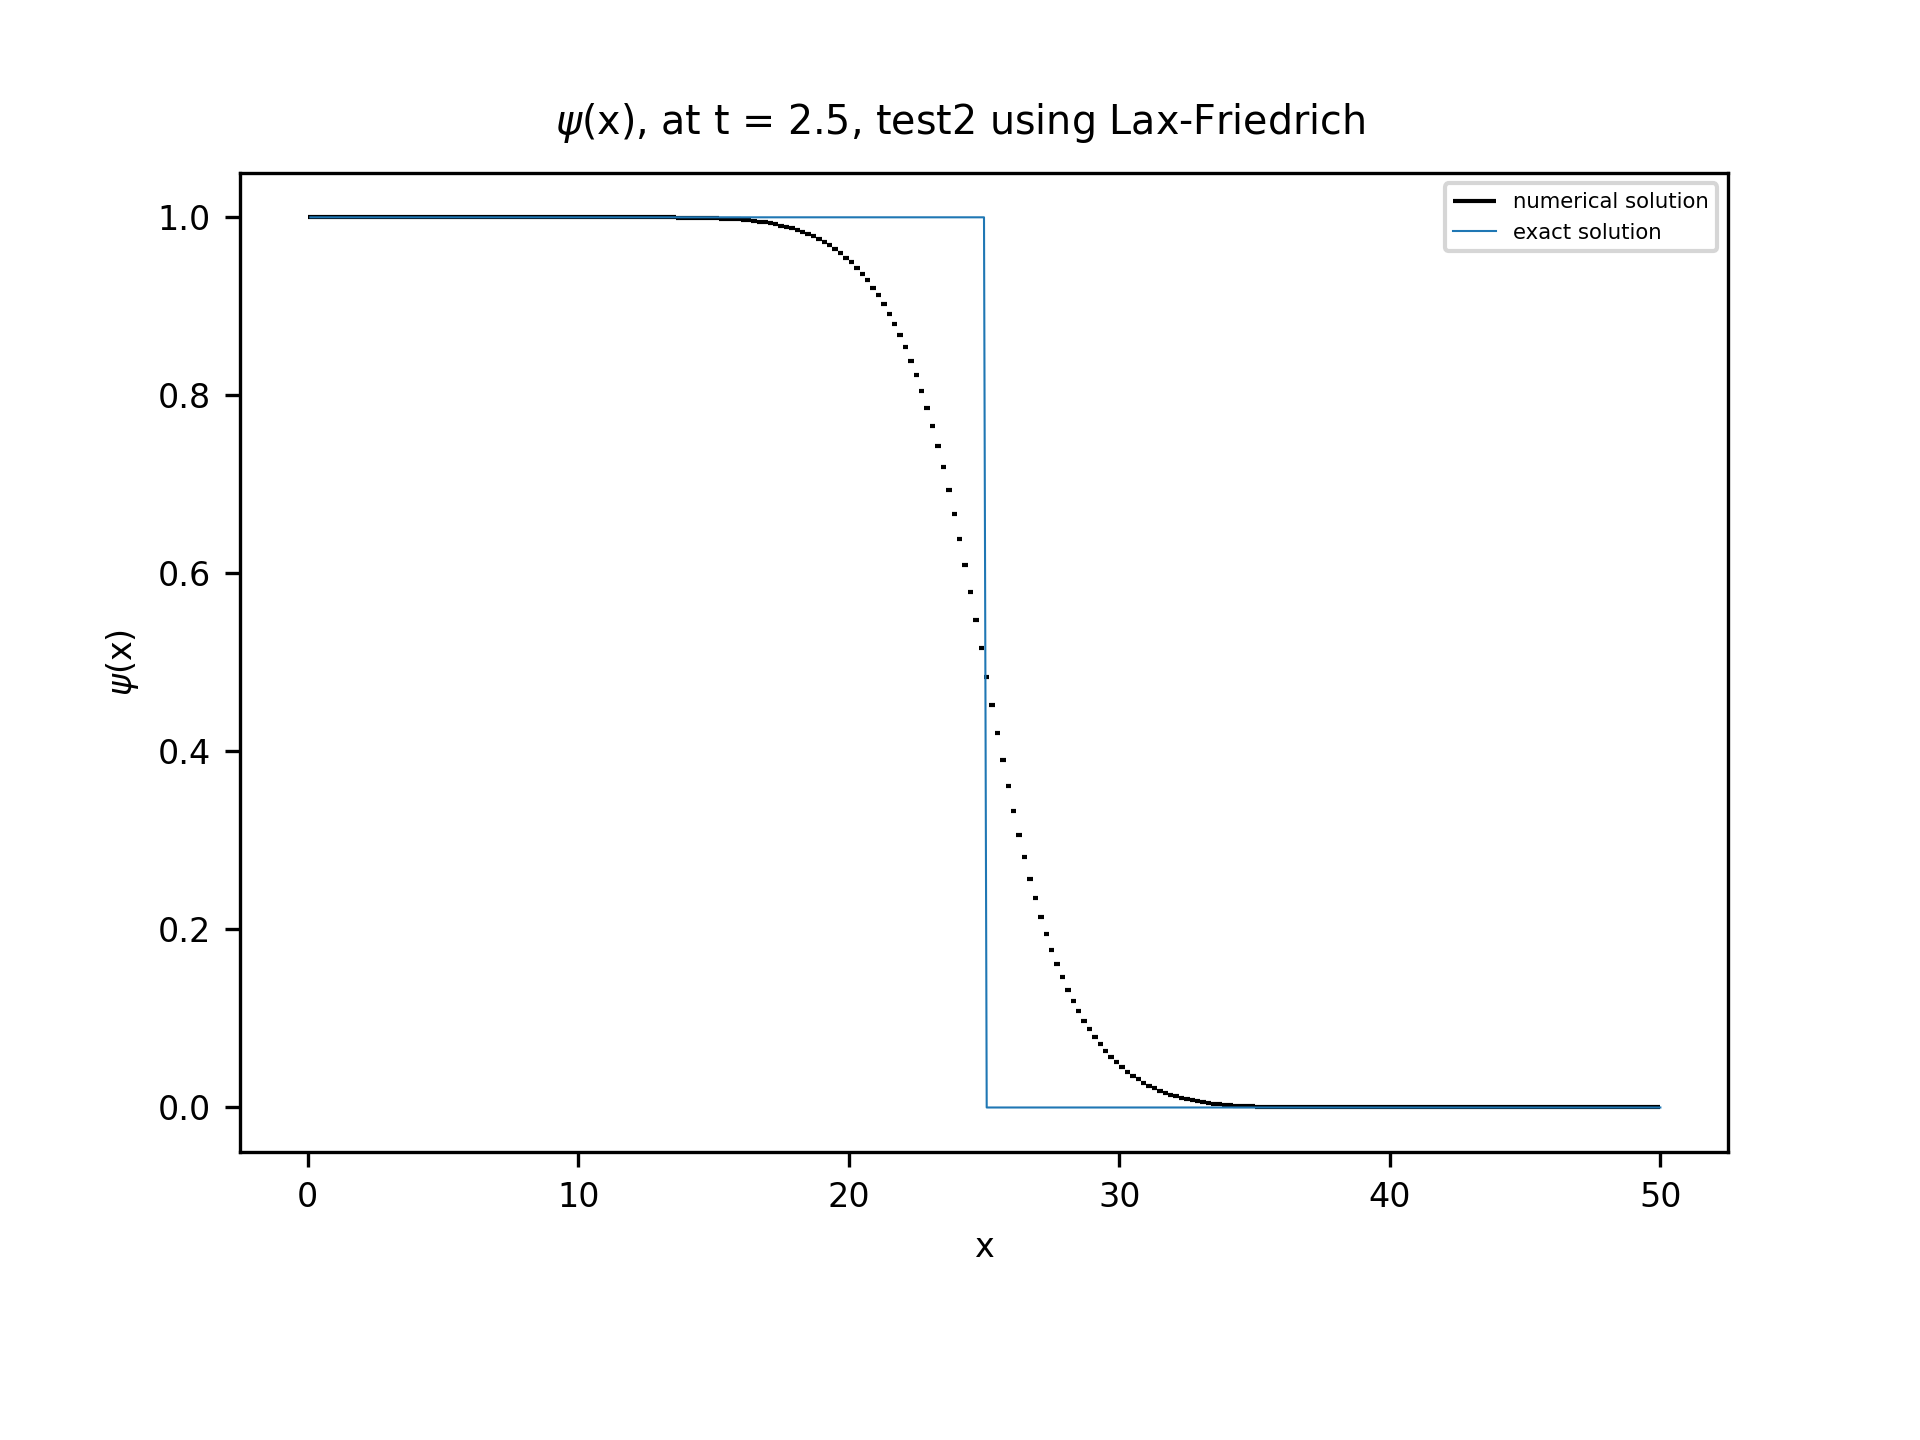 ψ(x), at t = 2.5, test2 using Lax-Friedrich
numerical solution
exact solution
1.0
0.8
0.6
0.4
0.2
0.0
ψ(x)
0 10 20 30 40 50
x